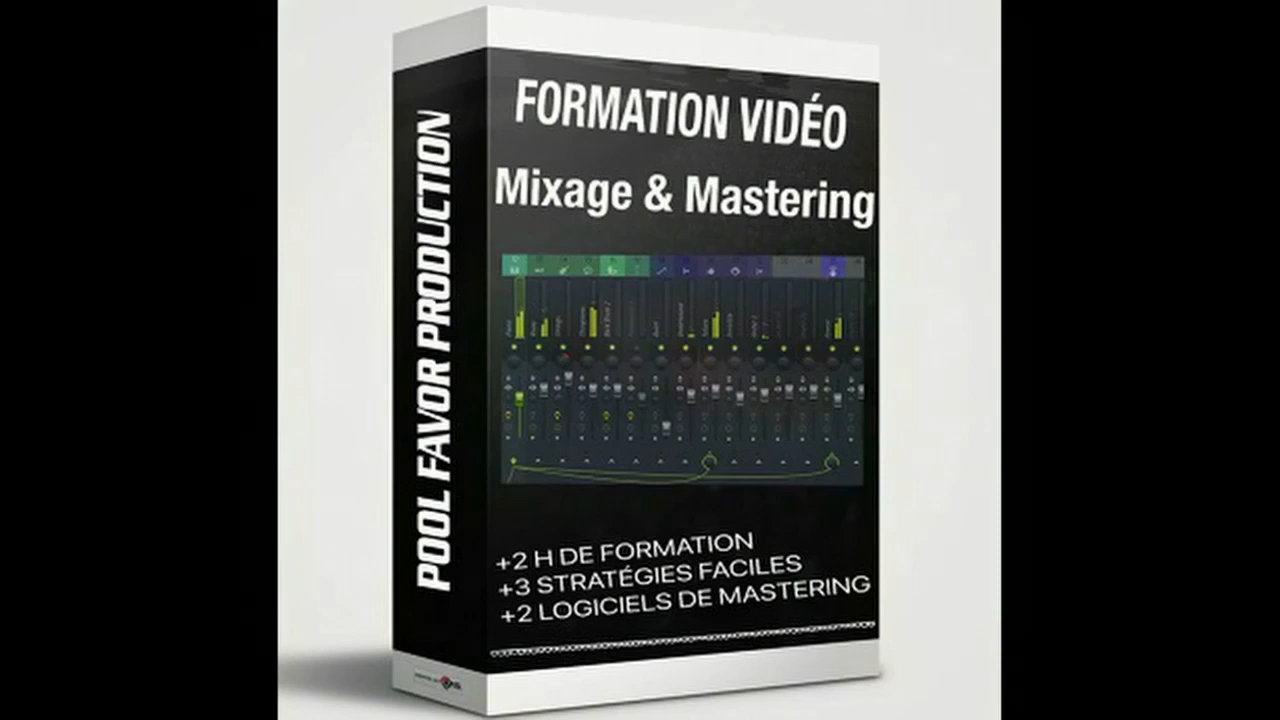 POOL FAVOR PRODUCTION
FORMATION VIDÉO
Mixage & Mastering
+2 H DE FORMATION
+3 STRATÉGIES FACILES
+2 LOGICIELS DE MASTERING